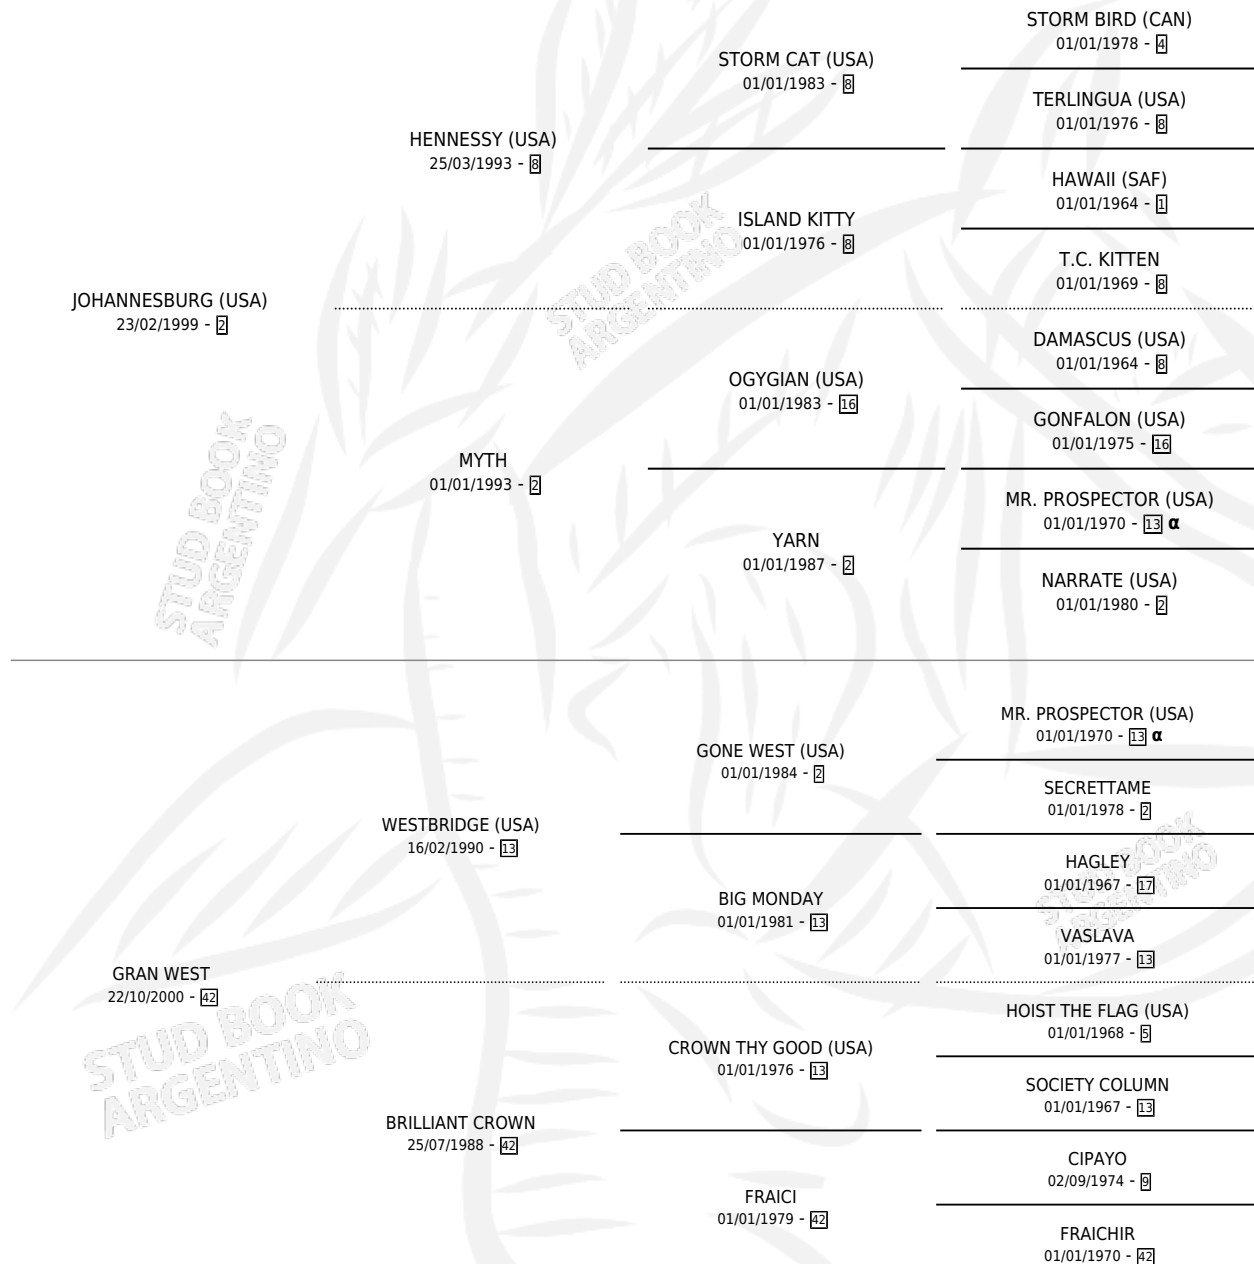 STORM BIRD (CAN)
01/01/1978 - 4
STORM CAT (USA)
01/01/1983 - 8
TERLINGUA (USA)
01/01/1976 - 8
HENNESSY (USA)
25/03/1993 - 8
HAWAII (SAF)
01/01/1964 - 1
ISLAND KITTY
01/01/1976 - 8
T.C. KITTEN
01/01/1969 - 8
JOHANNESBURG (USA)
23/02/1999 - 2
DAMASCUS (USA)
01/01/1964 - 8
OGYGIAN (USA)
01/01/1983 - 16
GONFALON (USA)
01/01/1975 - 16
MYTH
01/01/1993 - 2
MR. PROSPECTOR (USA)
01/01/1970 - 13 α
YARN
01/01/1987 - 2
NARRATE (USA)
01/01/1980 - 2
MR. PROSPECTOR (USA)
01/01/1970 - 13 α
GONE WEST (USA)
01/01/1984 - 2
SECRETTAME
01/01/1978 - 2
WESTBRIDGE (USA)
16/02/1990 - 13
HAGLEY
01/01/1967 - 17
BIG MONDAY
01/01/1981 - 13
VASLAVA
01/01/1977 - 13
GRAN WEST
22/10/2000 - 42
HOIST THE FLAG (USA)
01/01/1968 - 5
CROWN THY GOOD (USA)
01/01/1976 - 13
SOCIETY COLUMN
01/01/1967 - 13
BRILLIANT CROWN
25/07/1988 - 42
CIPAYO
02/09/1974 - 9
FRAICI
01/01/1979 - 42
FRAICHIR
01/01/1970 - 42
STUD BOOK
ARGENTINO
STUD BOOK
ARGENTINO
STUD BOOK
ARGENTINO
STUD BOOK
ARGENTINO